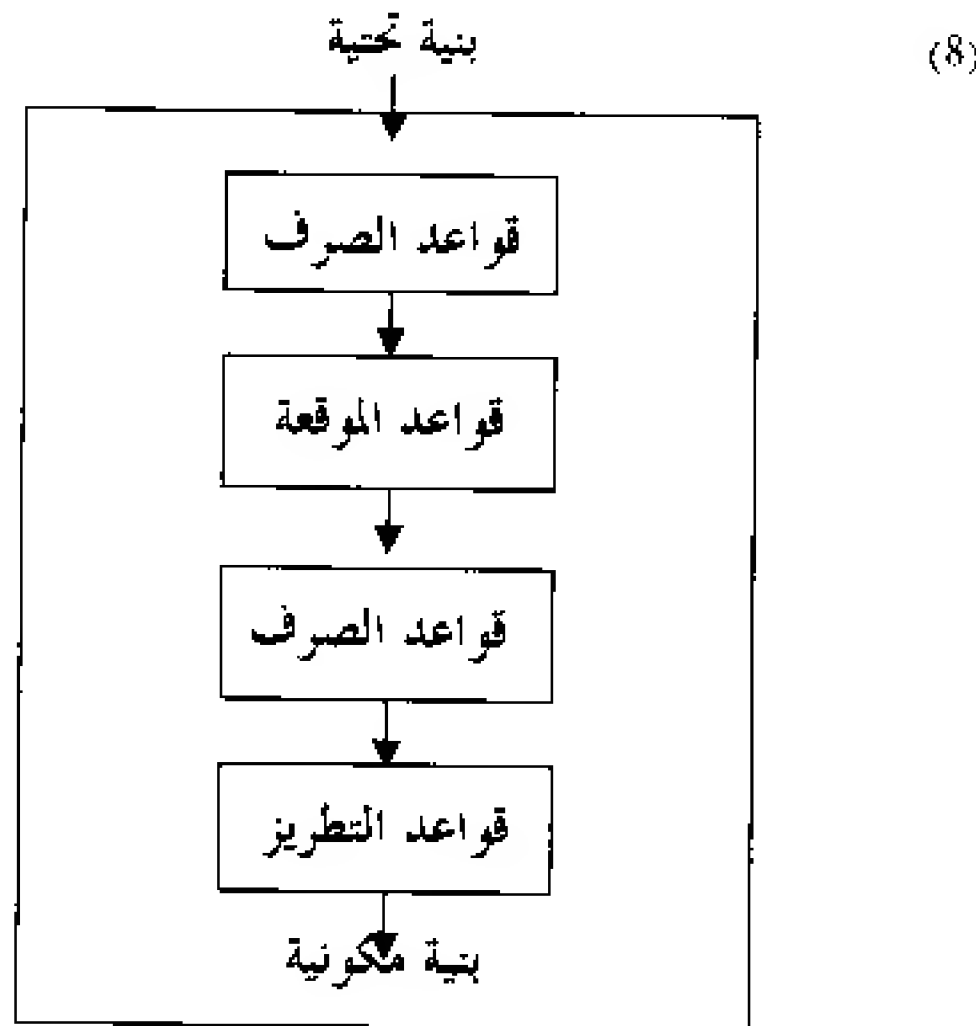 (8)
بنية تحتية
قواعد الصرف
قواعد الموقعة
قواعد الصرف
قواعد التطريز
بنية مكونية